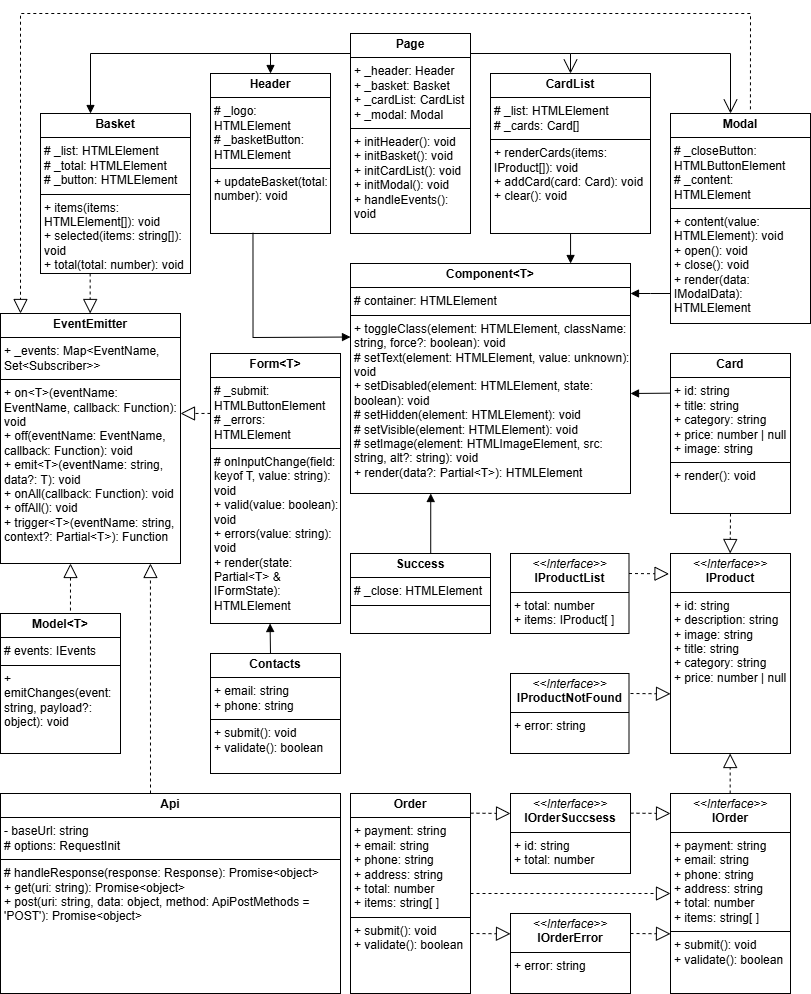 Page
+ _header: Header
+ _basket: Basket
+ _cardList: CardList
+ _modal: Modal
+ initHeader(): void
+ initBasket(): void
+ initCardList(): void
+ initModal(): void
+ handleEvents():
void
Header
# _logo:
HTMLElement
# _basketButton:
HTMLElement
+ updateBasket(total:
number): void
CardList
# _list: HTMLElement
# _cards: Card[]
+ renderCards(items:
IProduct[]): void
+ addCard(card: Card): void
+ clear(): void
Basket
# _list: HTMLElement
# _total: HTMLElement
# _button: HTMLElement
+ items(items:
HTMLElement[]): void
+ selected(items: string[]):
void
+ total(total: number): void
Modal
# _closeButton:
HTMLButtonElement
# _content:
HTMLElement
+ content(value:
HTMLElement): void
+ open(): void
+ close(): void
+ render(data:
IModalData):
HTMLElement
Component<T>
# container: HTMLElement
+ toggleClass(element: HTMLElement, className:
string, force?: boolean): void
# setText(element: HTMLElement, value: unknown):
void
+ setDisabled(element: HTMLElement, state:
boolean): void
# setHidden(element: HTMLElement): void
# setVisible(element: HTMLElement): void
# setImage(element: HTMLImageElement, src:
string, alt?: string): void
+ render(data?: Partial<T>): HTMLElement
EventEmitter
+ _events: Map<EventName,
Set<Subscriber>>
+ on<T>(eventName:
EventName, callback: Function):
void
+ off(eventName: EventName,
callback: Function): void
+ emit<T>(eventName: string,
data?: T): void
+ onAll(callback: Function): void
+ offAll(): void
+ trigger<T>(eventName: string,
context?: Partial<T>): Function
Form<T>
# _submit:
HTMLButtonElement
# _errors:
HTMLElement
# onInputChange(field:
keyof T, value: string):
void
+ valid(value: boolean):
void
+ errors(value: string):
void
+ render(state:
Partial<T> &
IFormState):
HTMLElement
Card
+ id: string
+ title: string
+ category: string
+ price: number | null
+ image: string
+ render(): void
Success
# _close: HTMLElement
<<Interface>>
IProductList
+ total: number
+ items: IProduct[ ]
<<Interface>>
IProduct
+ id: string
+ description: string
+ image: string
+ title: string
+ category: string
+ price: number | null
Model<T>
# events: IEvents
+
emitChanges(event:
string, payload?:
object): void
Contacts
+ email: string
+ phone: string
+ submit(): void
+ validate(): boolean
<<Interface>>
IProductNotFound
+ error: string
Api
- baseUrl: string
# options: RequestInit
# handleResponse(response: Response): Promise<object>
+ get(uri: string): Promise<object>
+ post(uri: string, data: object, method: ApiPostMethods =
'POST'): Promise<object>
Order
+ payment: string
+ email: string
+ phone: string
+ address: string
+ total: number
+ items: string[ ]
+ submit(): void
+ validate(): boolean
<<Interface>>
IOrderSuccsess
+ id: string
+ total: number
<<Interface>>
IOrderError
+ error: string
<<Interface>>
IOrder
+ payment: string
+ email: string
+ phone: string
+ address: string
+ total: number
+ items: string[ ]
+ submit(): void
+ validate(): boolean